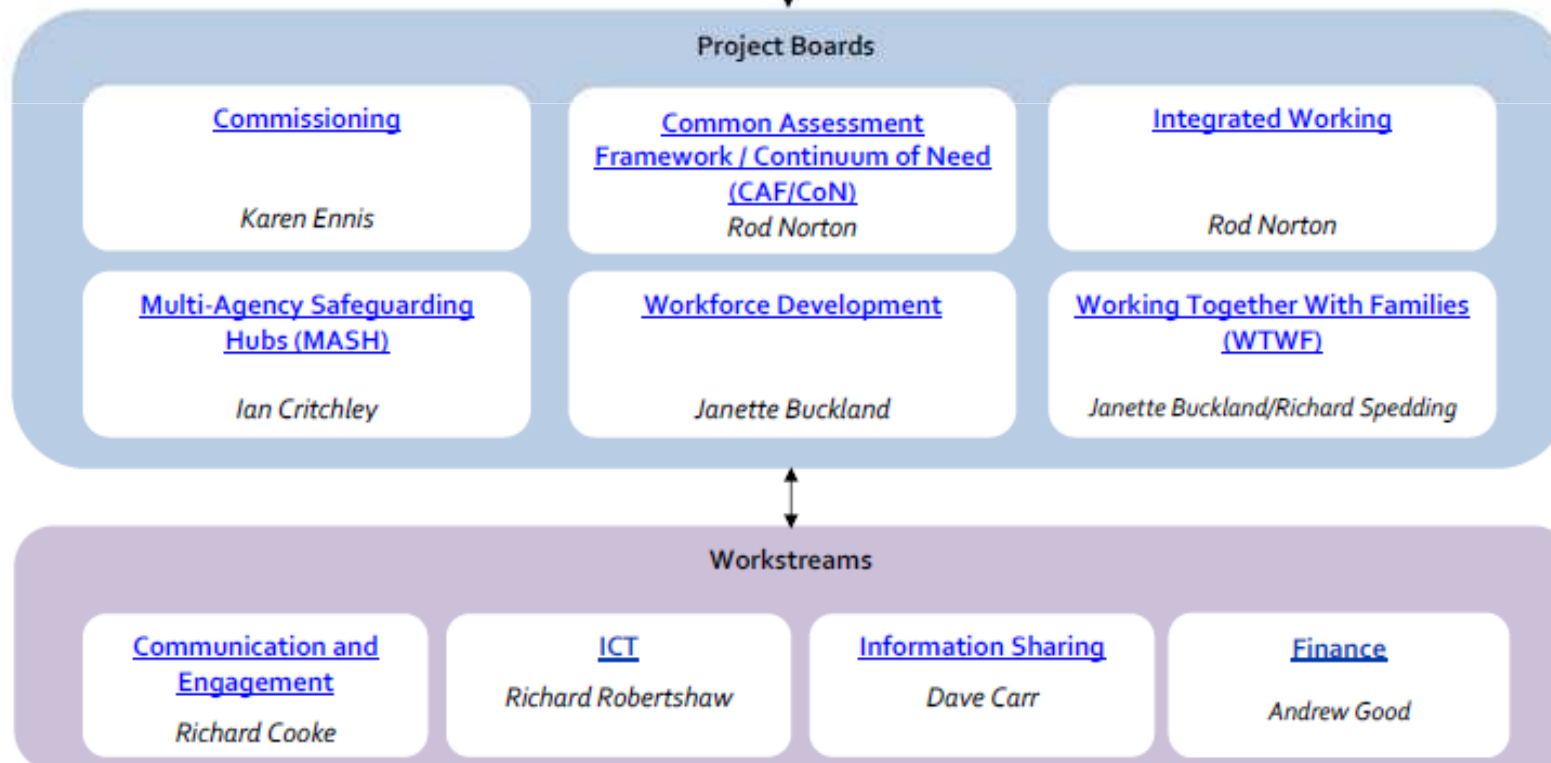 Project Boards
Commissioning
Karen Ennis
Common Assessment
Framework / Continuum of Need
(CAF/CoN)
Rod Norton
Integrated Working
Rod Norton
Multi-Agency Safeguarding
Hubs (MASH)
Ian Critchley
Workforce Development
Janette Buckland
Working Together With Families
(WTWF)
Janette Buckland/Richard Spedding
Workstreams
Communication and
Engagement
Richard Cooke
ICT
Richard Robertshaw
Information Sharing
Dave Carr
Finance
Andrew Good